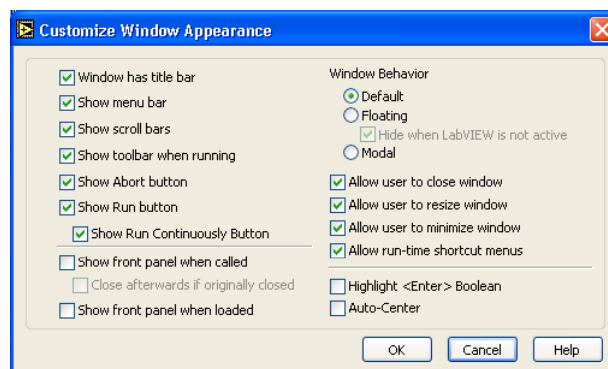 Customize Window Appearance
Window has title bar
Show menu bar
Show scroll bars
Show toolbar when running
Show Abort button
Show Run button
Show Run Continuously Button
Show front panel when called
Close afterwards if originally closed
Show front panel when loaded
Window Behavior
Default
Floating
Hide when LabVIEW is not active
Modal
Allow user to close window
Allow user to resize window
Allow user to minimize window
Allow run-time shortcut menus
Highlight <Enter> Boolean
Auto-Center
OK Cancel Help